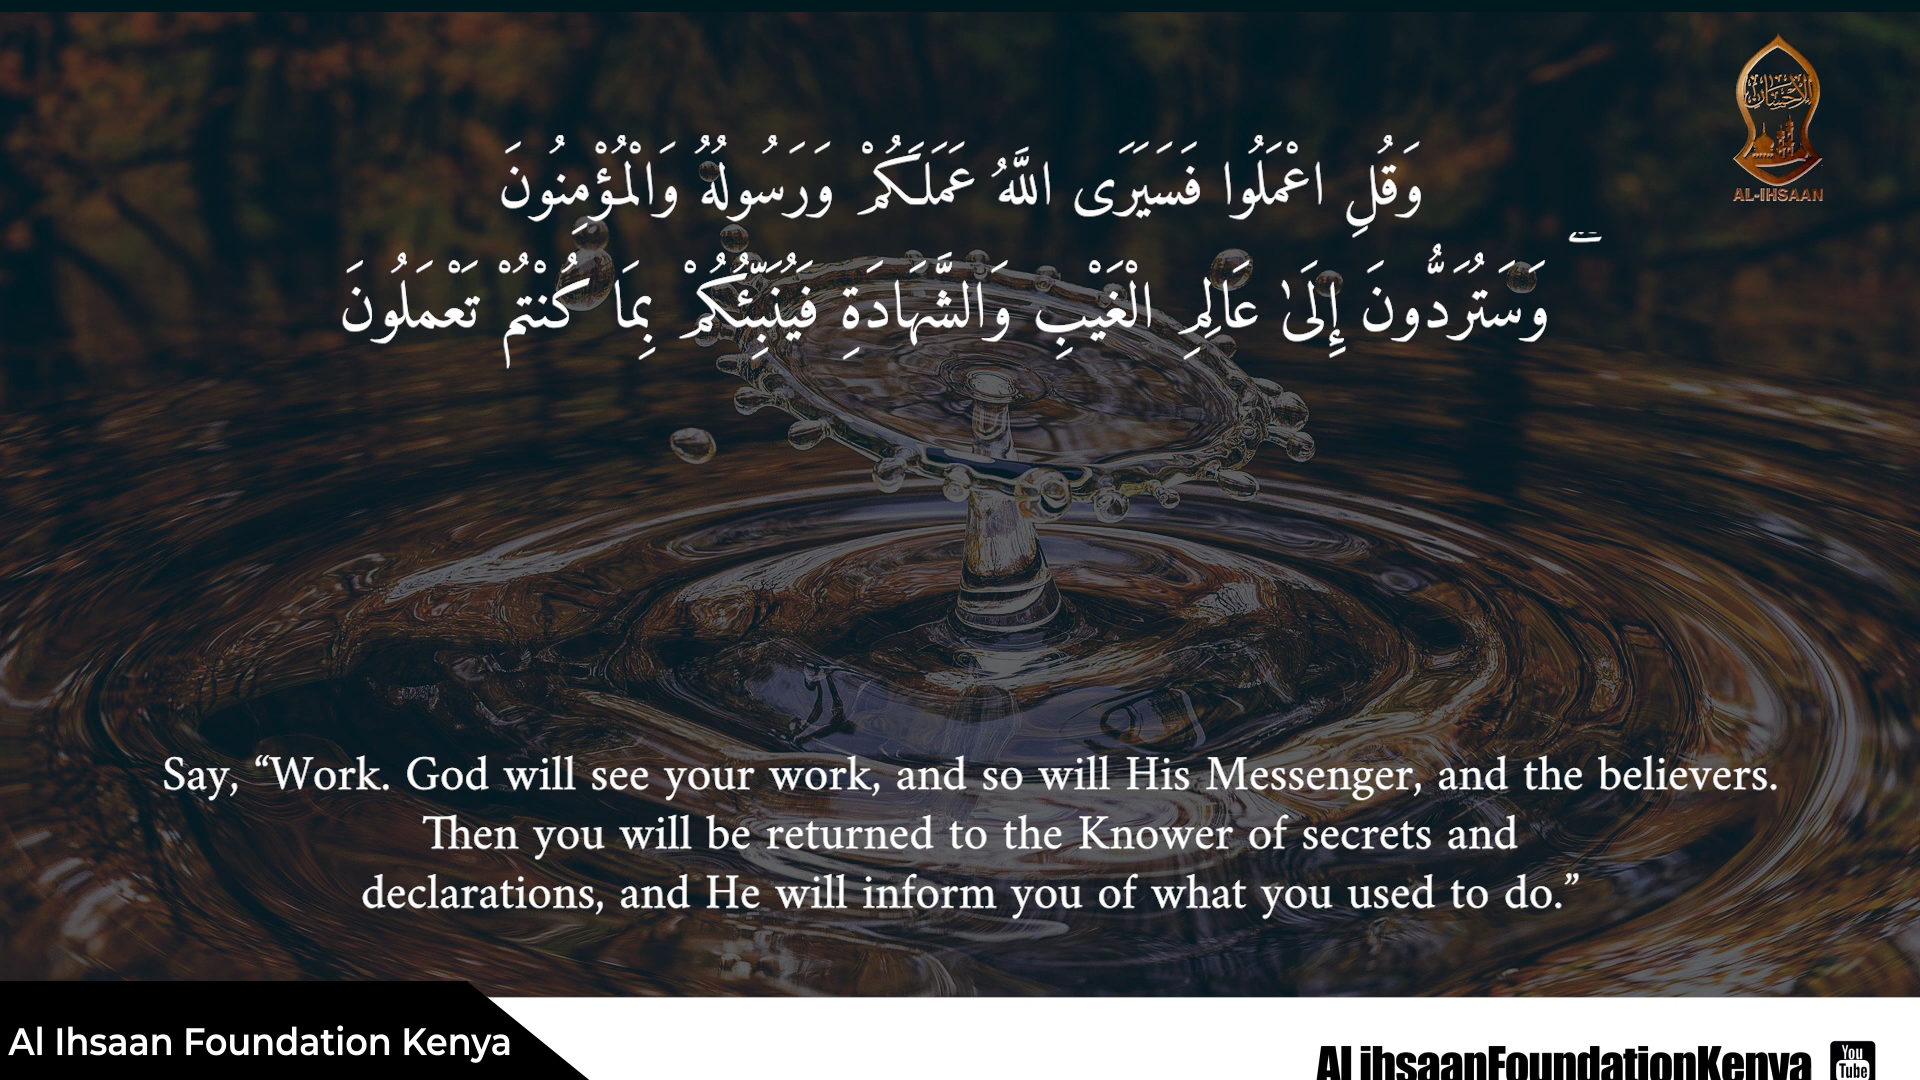 وَقُلِ اعْمَلُوا فَسَيَرَى اللَّهُ عَمَلَكُمْ وَرَسُولُهُ وَالْمُؤْمِنُونَ
وَسَتُرَدُّونَ إِلَىٰ عَالِمِ الْغَيْبِ وَالشَّهَادَةِ فَيُنَبِّئُكُمْ بِمَا كُنْتُمْ تَعْمَلُونَ
الإحسان
AL-IHSAAN
Say, “Work. God will see your work, and so will His Messenger, and the believers.
Then you will be returned to the Knower of secrets and
declarations, and He will inform you of what you used to do.”
Al Ihsaan Foundation Kenya
ALihsaanFoundationKenya
You
Tube